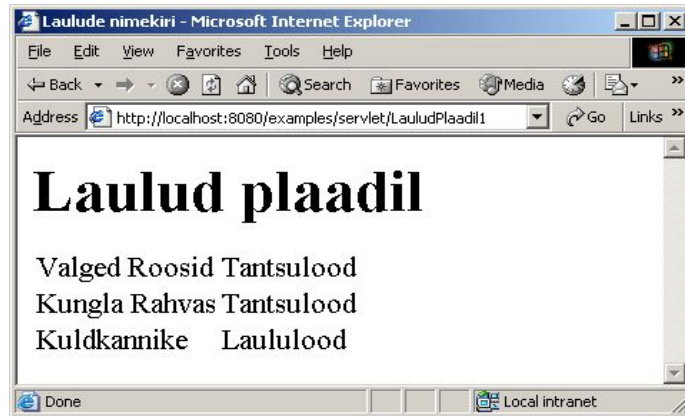 Laulude nimekiri - Microsoft Internet Explorer
File Edit View Favorites Tools Help
Back Search Favorites Media »
Address http://localhost:8080/examples/servlet/LauludPlaadil1 Go Links »
Laulud plaadil
Valged Roosid Tantsulood
Kungla Rahvas Tantsulood
Kuldkannike Laululood
Done Local intranet